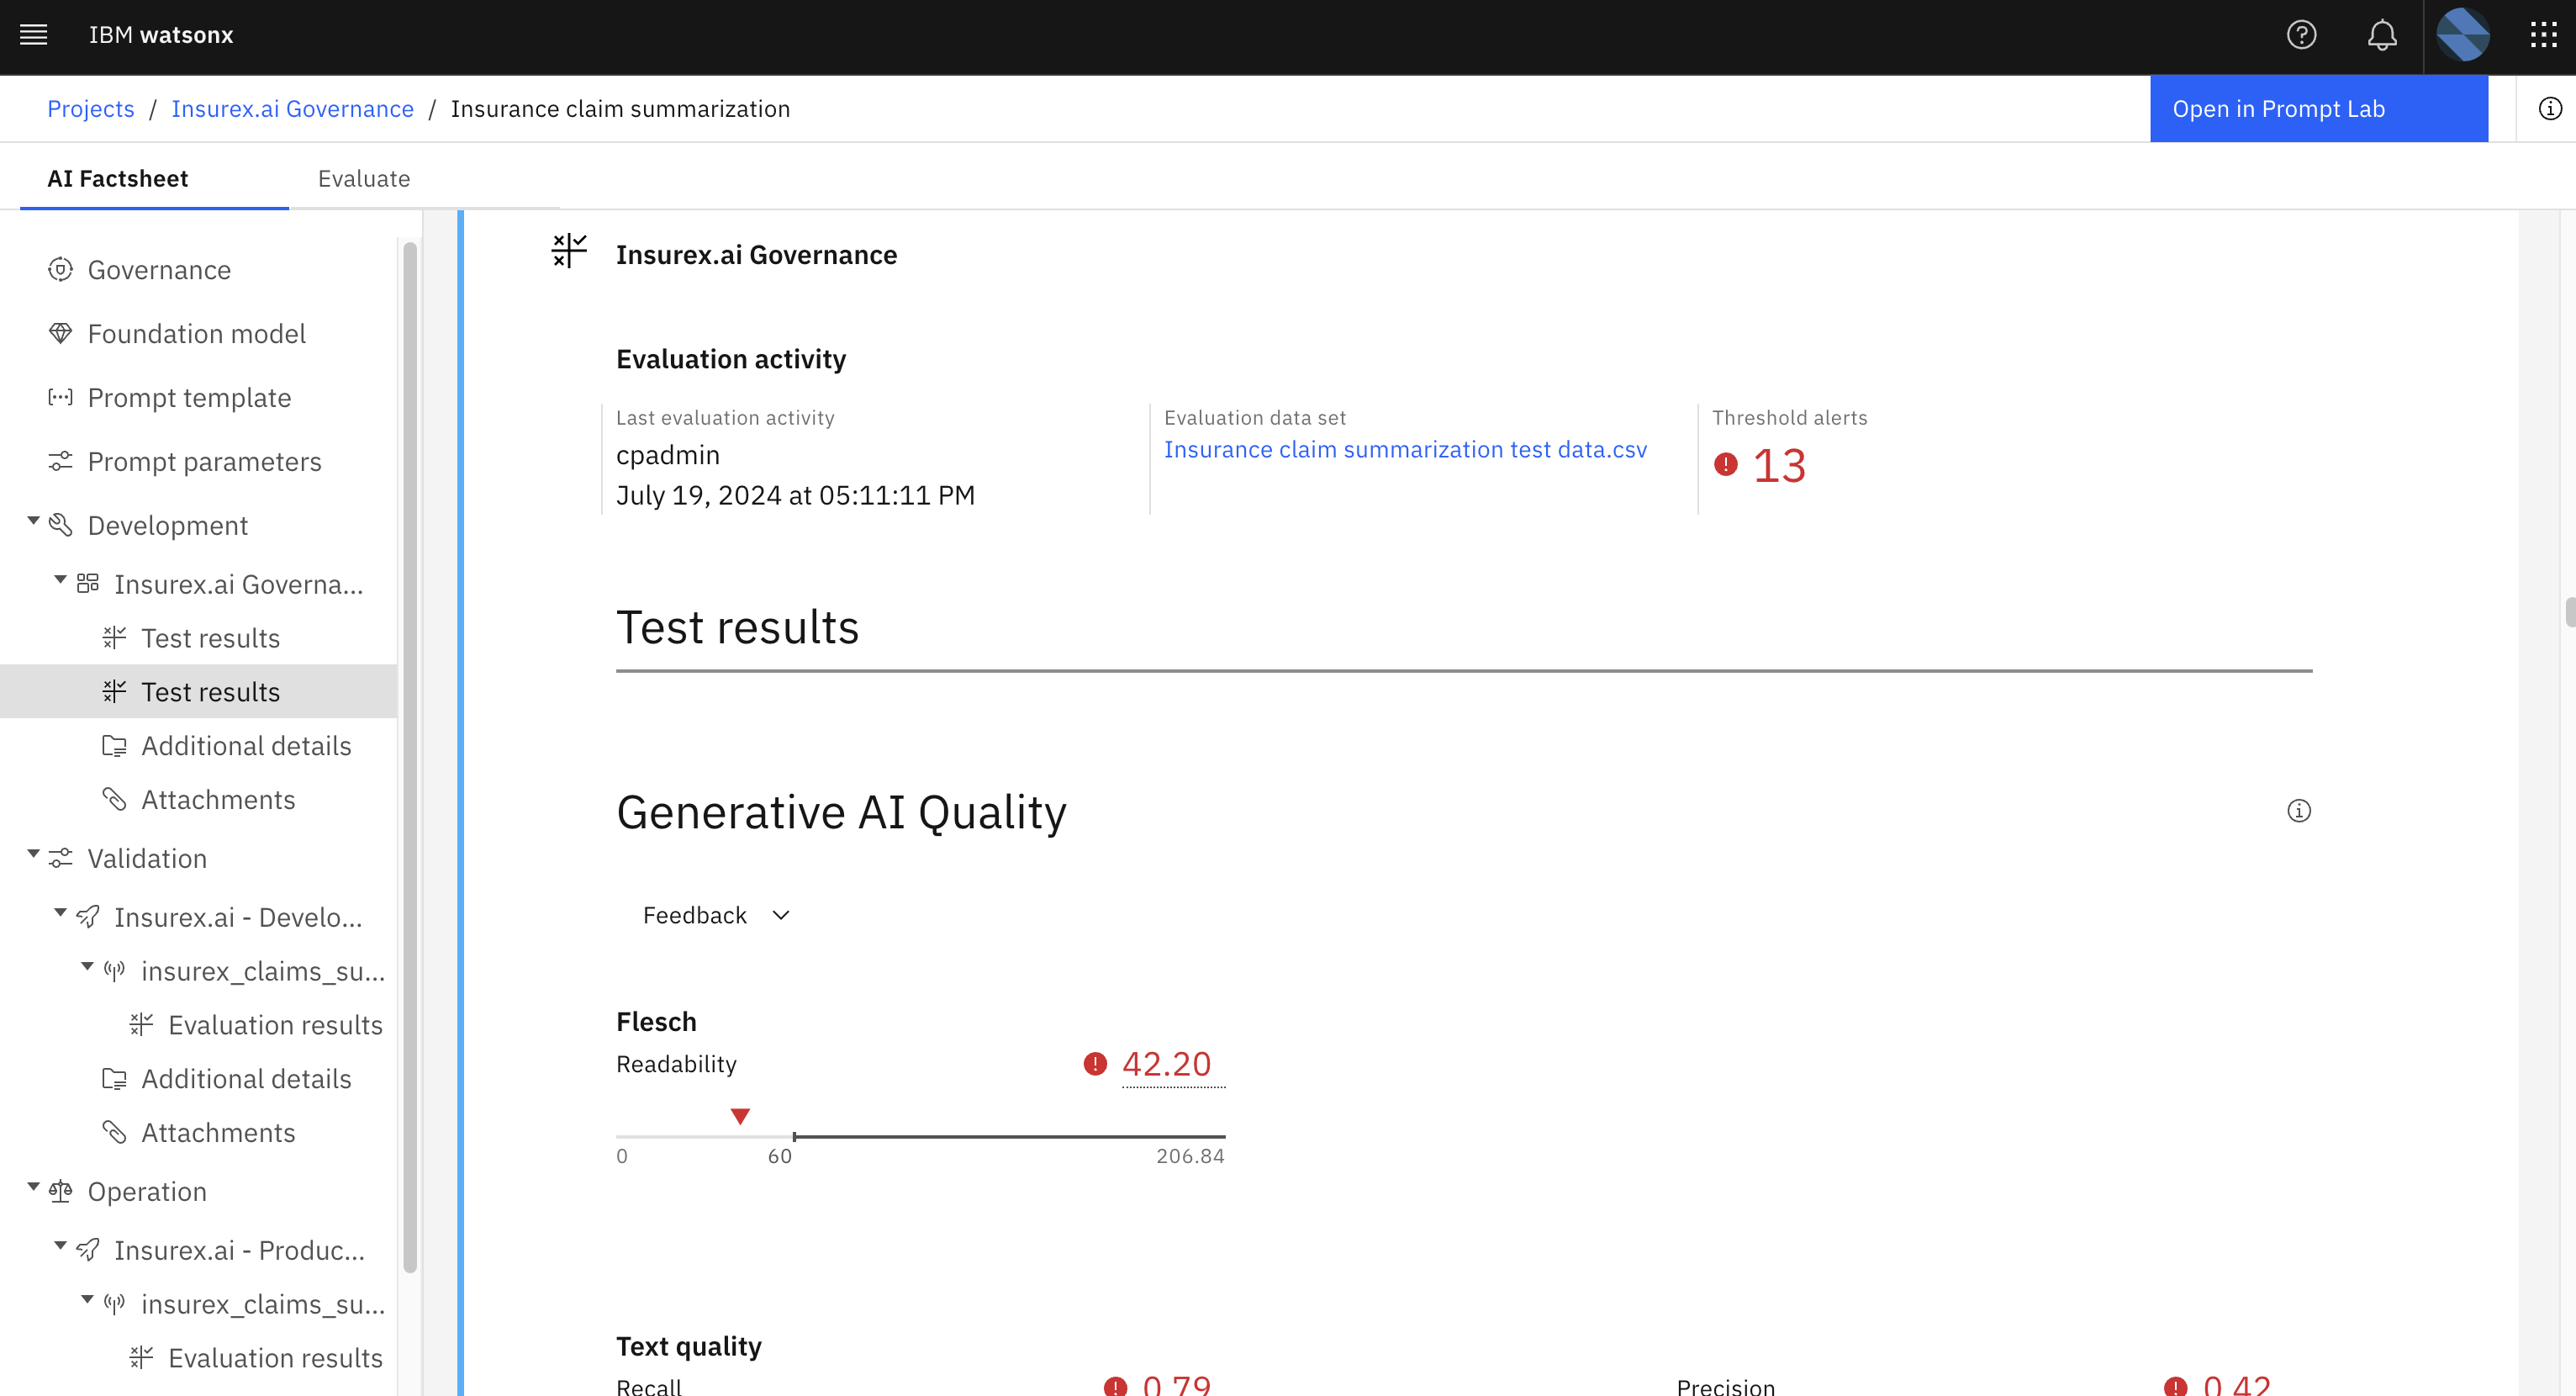 IBM watsonx
Projects / Insurex.ai Governance / Insurance claim summarization
Open in Prompt Lab
AI Factsheet
Evaluate
Governance
Foundation model
Prompt template
Prompt parameters
Development
Insurex.ai Governa...
Test results
Test results
Additional details
Attachments
Validation
Insurex.ai - Develo...
insurex_claims_su...
Evaluation results
Additional details
Attachments
Operation
Insurex.ai - Produc...
insurex_claims_su...
Evaluation results
Insurex.ai Governance
Evaluation activity
Last evaluation activity
cpadmin
July 19, 2024 at 05:11:11 PM
Evaluation data set
Insurance claim summarization test data.csv
Threshold alerts
13
Test results
Generative AI Quality
Feedback
Flesch
Readability
42.20
0
60
206.84
Text quality
Recall
0.79
Precision
0.42